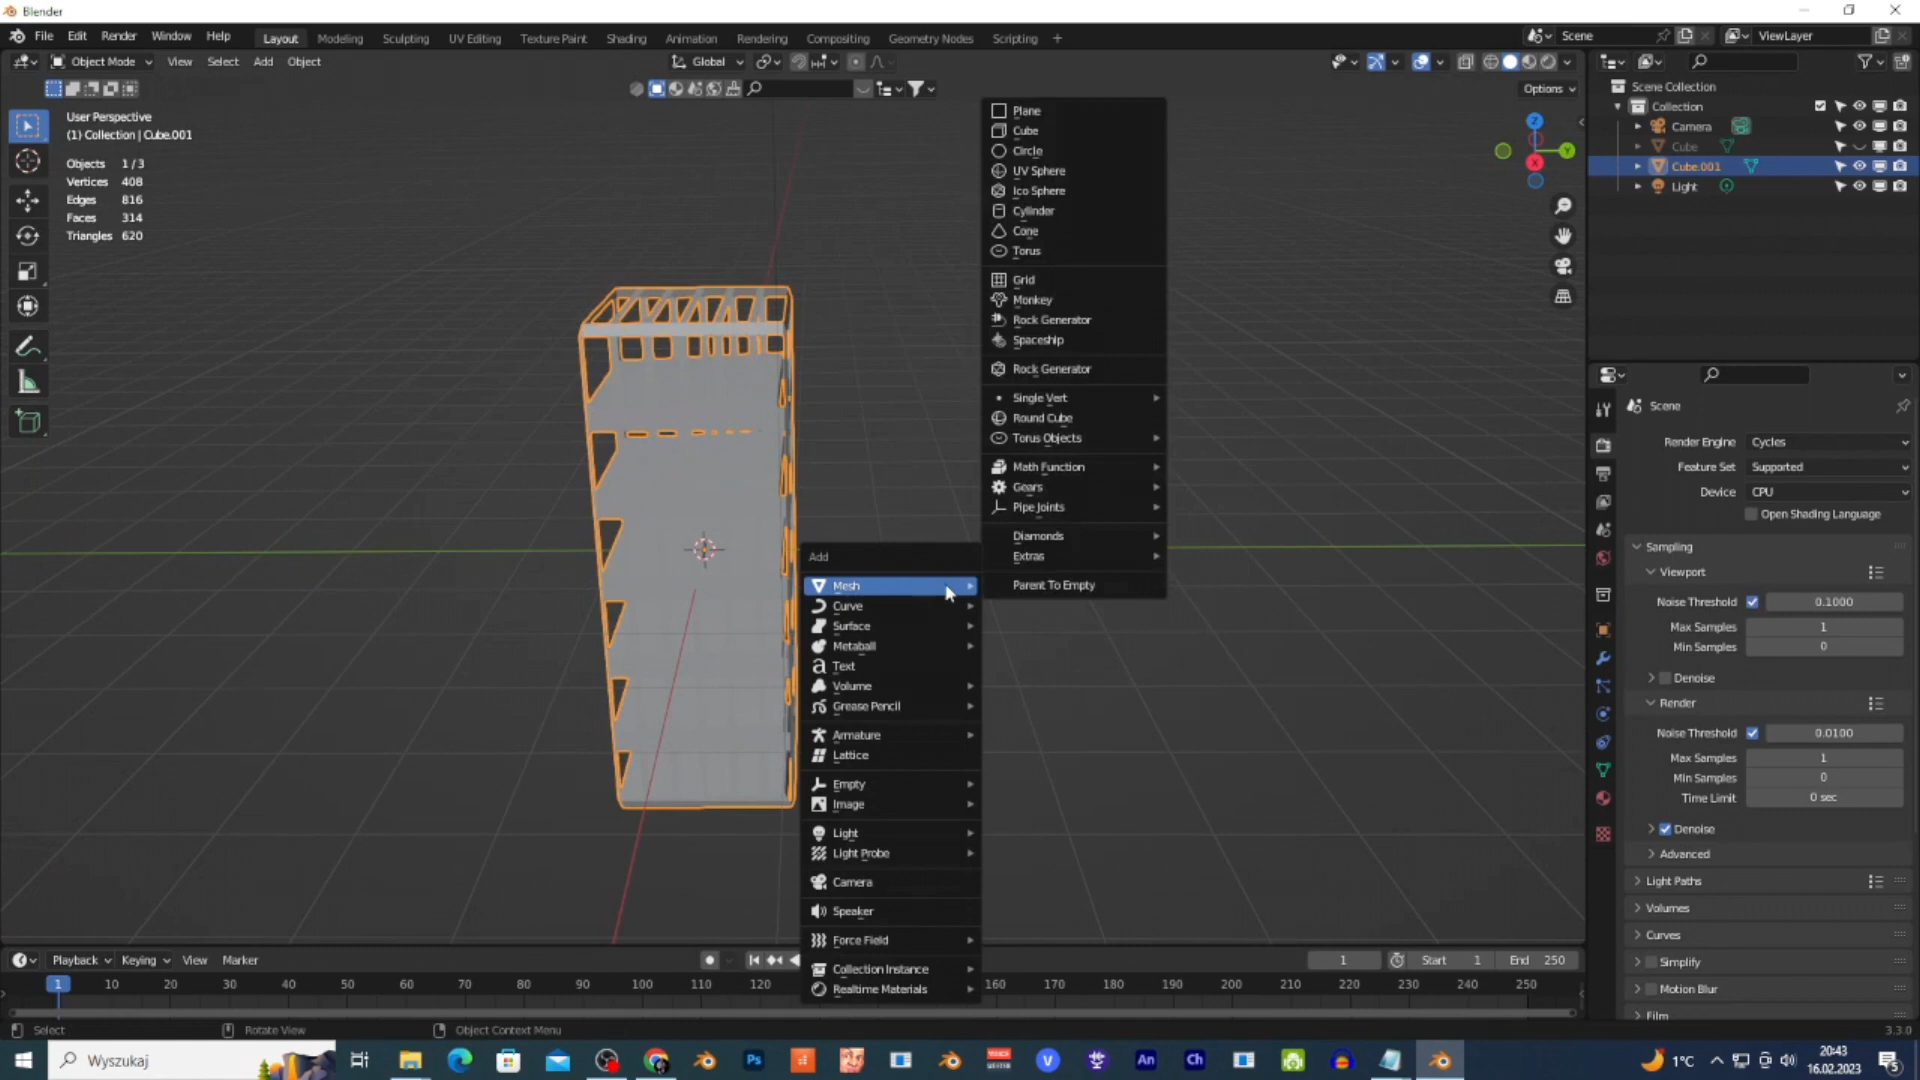 Blender
File Edit Render Window Help
Layout Modeling Sculpting UV Editing Texture Paint Shading Animation Rendering Compositing Geometry Nodes Scripting +
Scene
ViewLayer
Object Mode View Select Add Object
Global
Options
User Perspective
(1) Collection | Cube.001
Objects 1 / 3
Vertices 408
Edges 816
Faces 314
Triangles 620
Z
Y
X
Plane
Cube
Circle
UV Sphere
Ico Sphere
Cylinder
Cone
Torus
Grid
Monkey
Rock Generator
Spaceship
Rock Generator
Single Vert
Round Cube
Torus Objects
Math Function
Gears
Pipe Joints
Diamonds
Extras
Parent To Empty
Add
Mesh
Curve
Surface
Metaball
Text
Volume
Grease Pencil
Armature
Lattice
Empty
Image
Light
Light Probe
Camera
Speaker
Force Field
Collection Instance
Realtime Materials
Scene Collection
Collection
Camera
Cube
Cube.001
Light
Scene
Render Engine Cycles
Feature Set Supported
Device CPU
Open Shading Language
Sampling
Viewport
Noise Threshold 0.1000
Max Samples 1
Min Samples 0
Denoise
Render
Noise Threshold 0.0100
Max Samples 1
Min Samples 0
Time Limit 0 sec
Denoise
Advanced
Light Paths
Volumes
Curves
Simplify
Motion Blur
Film
Playback Keying View Marker
1 Start 1 End 250
1 10 20 30 40 50 60 70 80 90 100 110 120 160 170 180 190 200 210 220 230 240 250
Select Rotate View Object Context Menu
3.3.0
Wyszukaj
Ps
An
Ch
1°C
20:43
16.02.2023
5